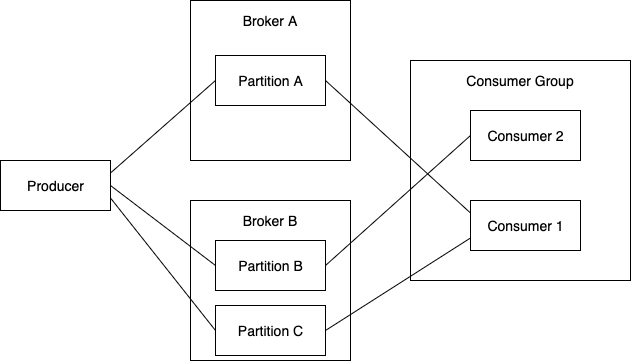 Broker A
Partition A
Consumer Group
Consumer 2
Producer
Broker B
Consumer 1
Partition B
Partition C